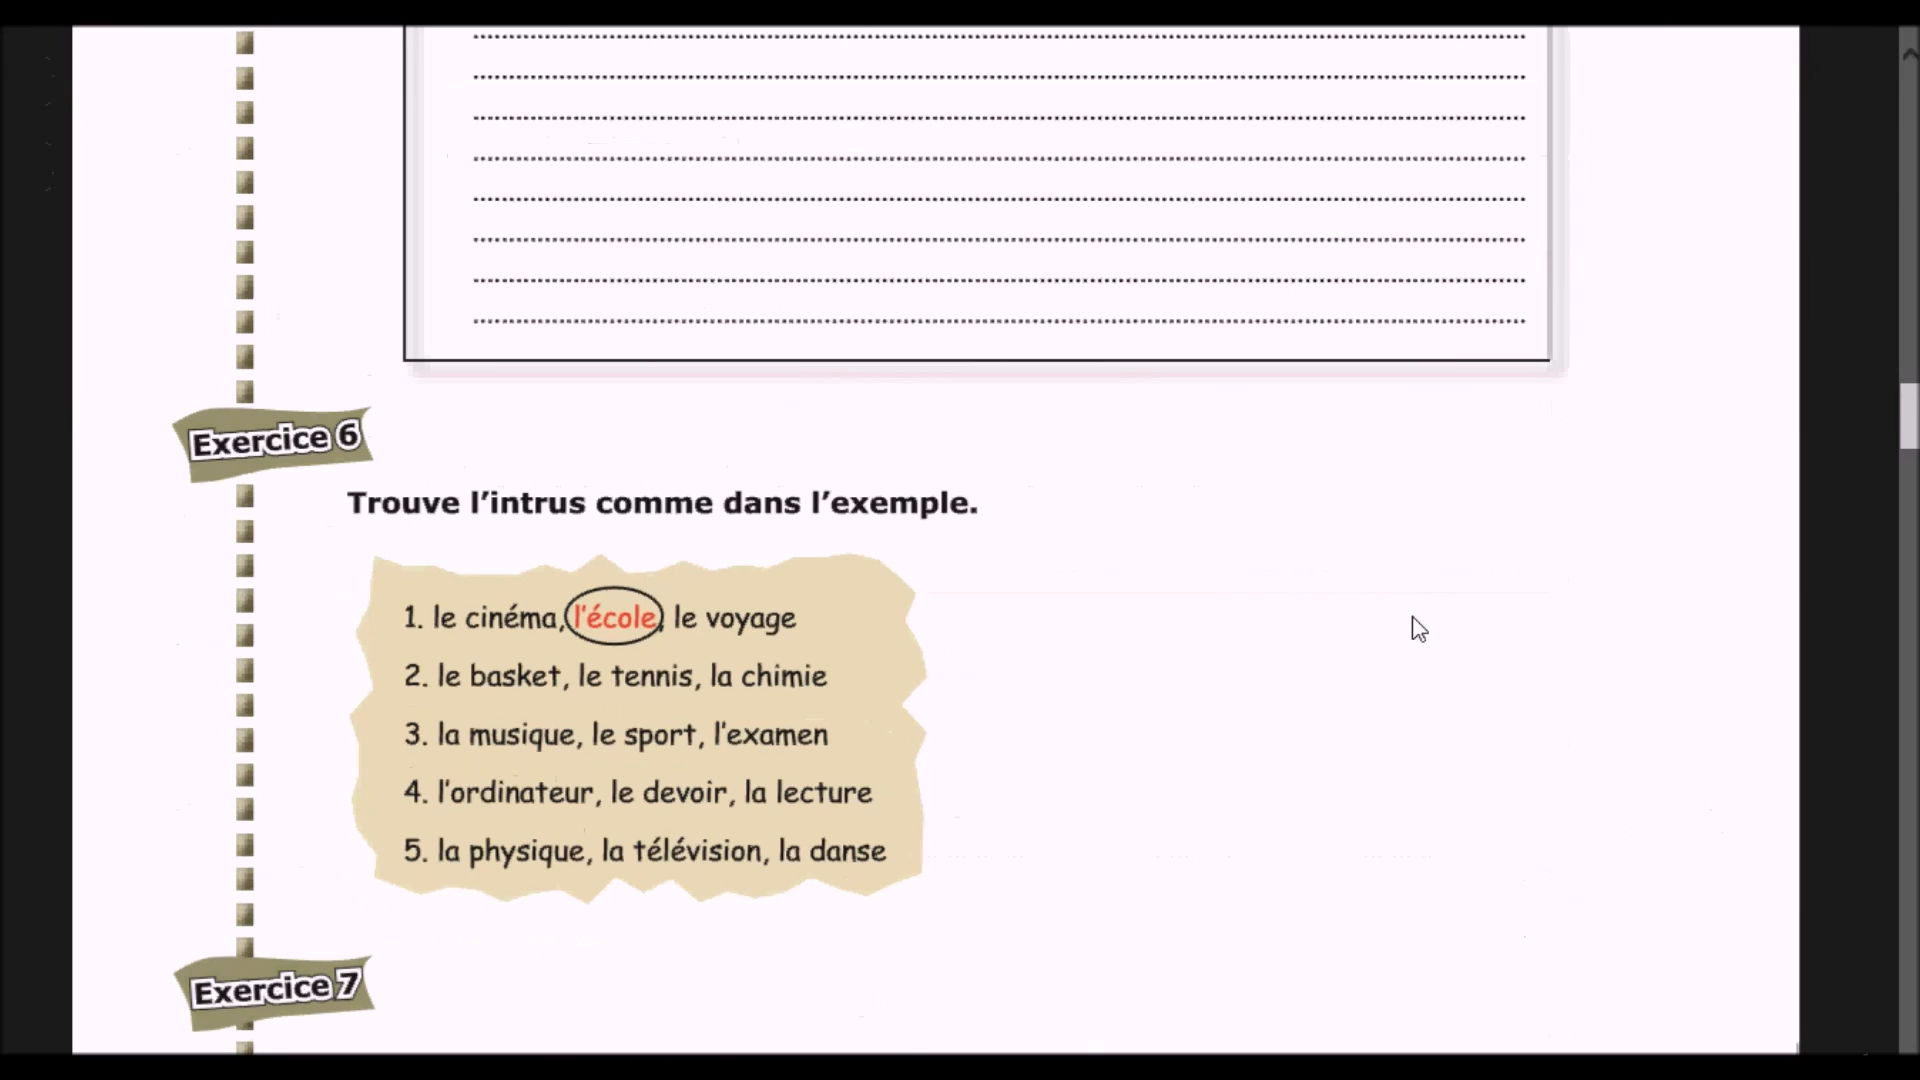 Exercice 6
Trouve l’intrus comme dans l’exemple.
1. le cinéma, l’école, le voyage
2. le basket, le tennis, la chimie
3. la musique, le sport, l’examen
4. l’ordinateur, le devoir, la lecture
5. la physique, la télévision, la danse
Exercice 7